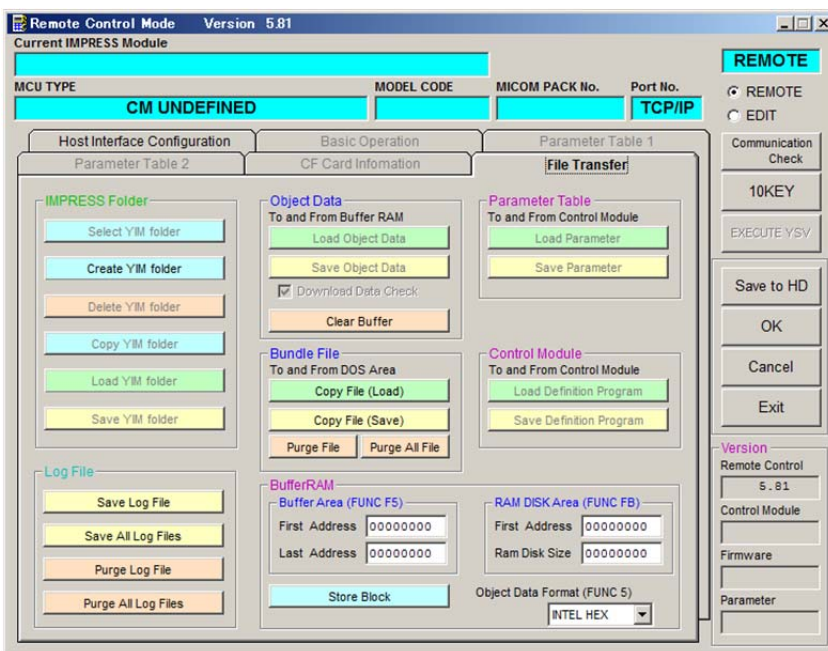 Remote Control Mode Version 5.81
Current IMPRESS Module
REMOTE
MCU TYPE MODEL CODE MICOM PACK No. Port No.
CM UNDEFINED TCP/IP
REMOTE
EDIT
Host Interface Configuration Basic Operation Parameter Table 1
Parameter Table 2 CF Card Infomation File Transfer
Communication
Check
10KEY
EXECUTE YSV
Save to HD
OK
Cancel
Exit
IMPRESS Folder
Select YIM folder
Create YIM folder
Delete YIM folder
Copy YIM folder
Load YIM folder
Save YIM folder
Object Data
To and From Buffer RAM
Load Object Data
Save Object Data
Download Data Check
Clear Buffer
Parameter Table
To and From Control Module
Load Parameter
Save Parameter
Bundle File
To and From DOS Area
Copy File (Load)
Copy File (Save)
Purge File Purge All File
Control Module
To and From Control Module
Load Definition Program
Save Definition Program
Log File
Save Log File
Save All Log Files
Purge Log File
Purge All Log Files
BufferRAM
Buffer Area (FUNC F5)
First Address 00000000
Last Address 00000000
Store Block
RAM DISK Area (FUNC FB)
First Address 00000000
Ram Disk Size 00000000
Object Data Format (FUNC 5)
INTEL HEX
Version
Remote Control
5.81
Control Module
Firmware
Parameter